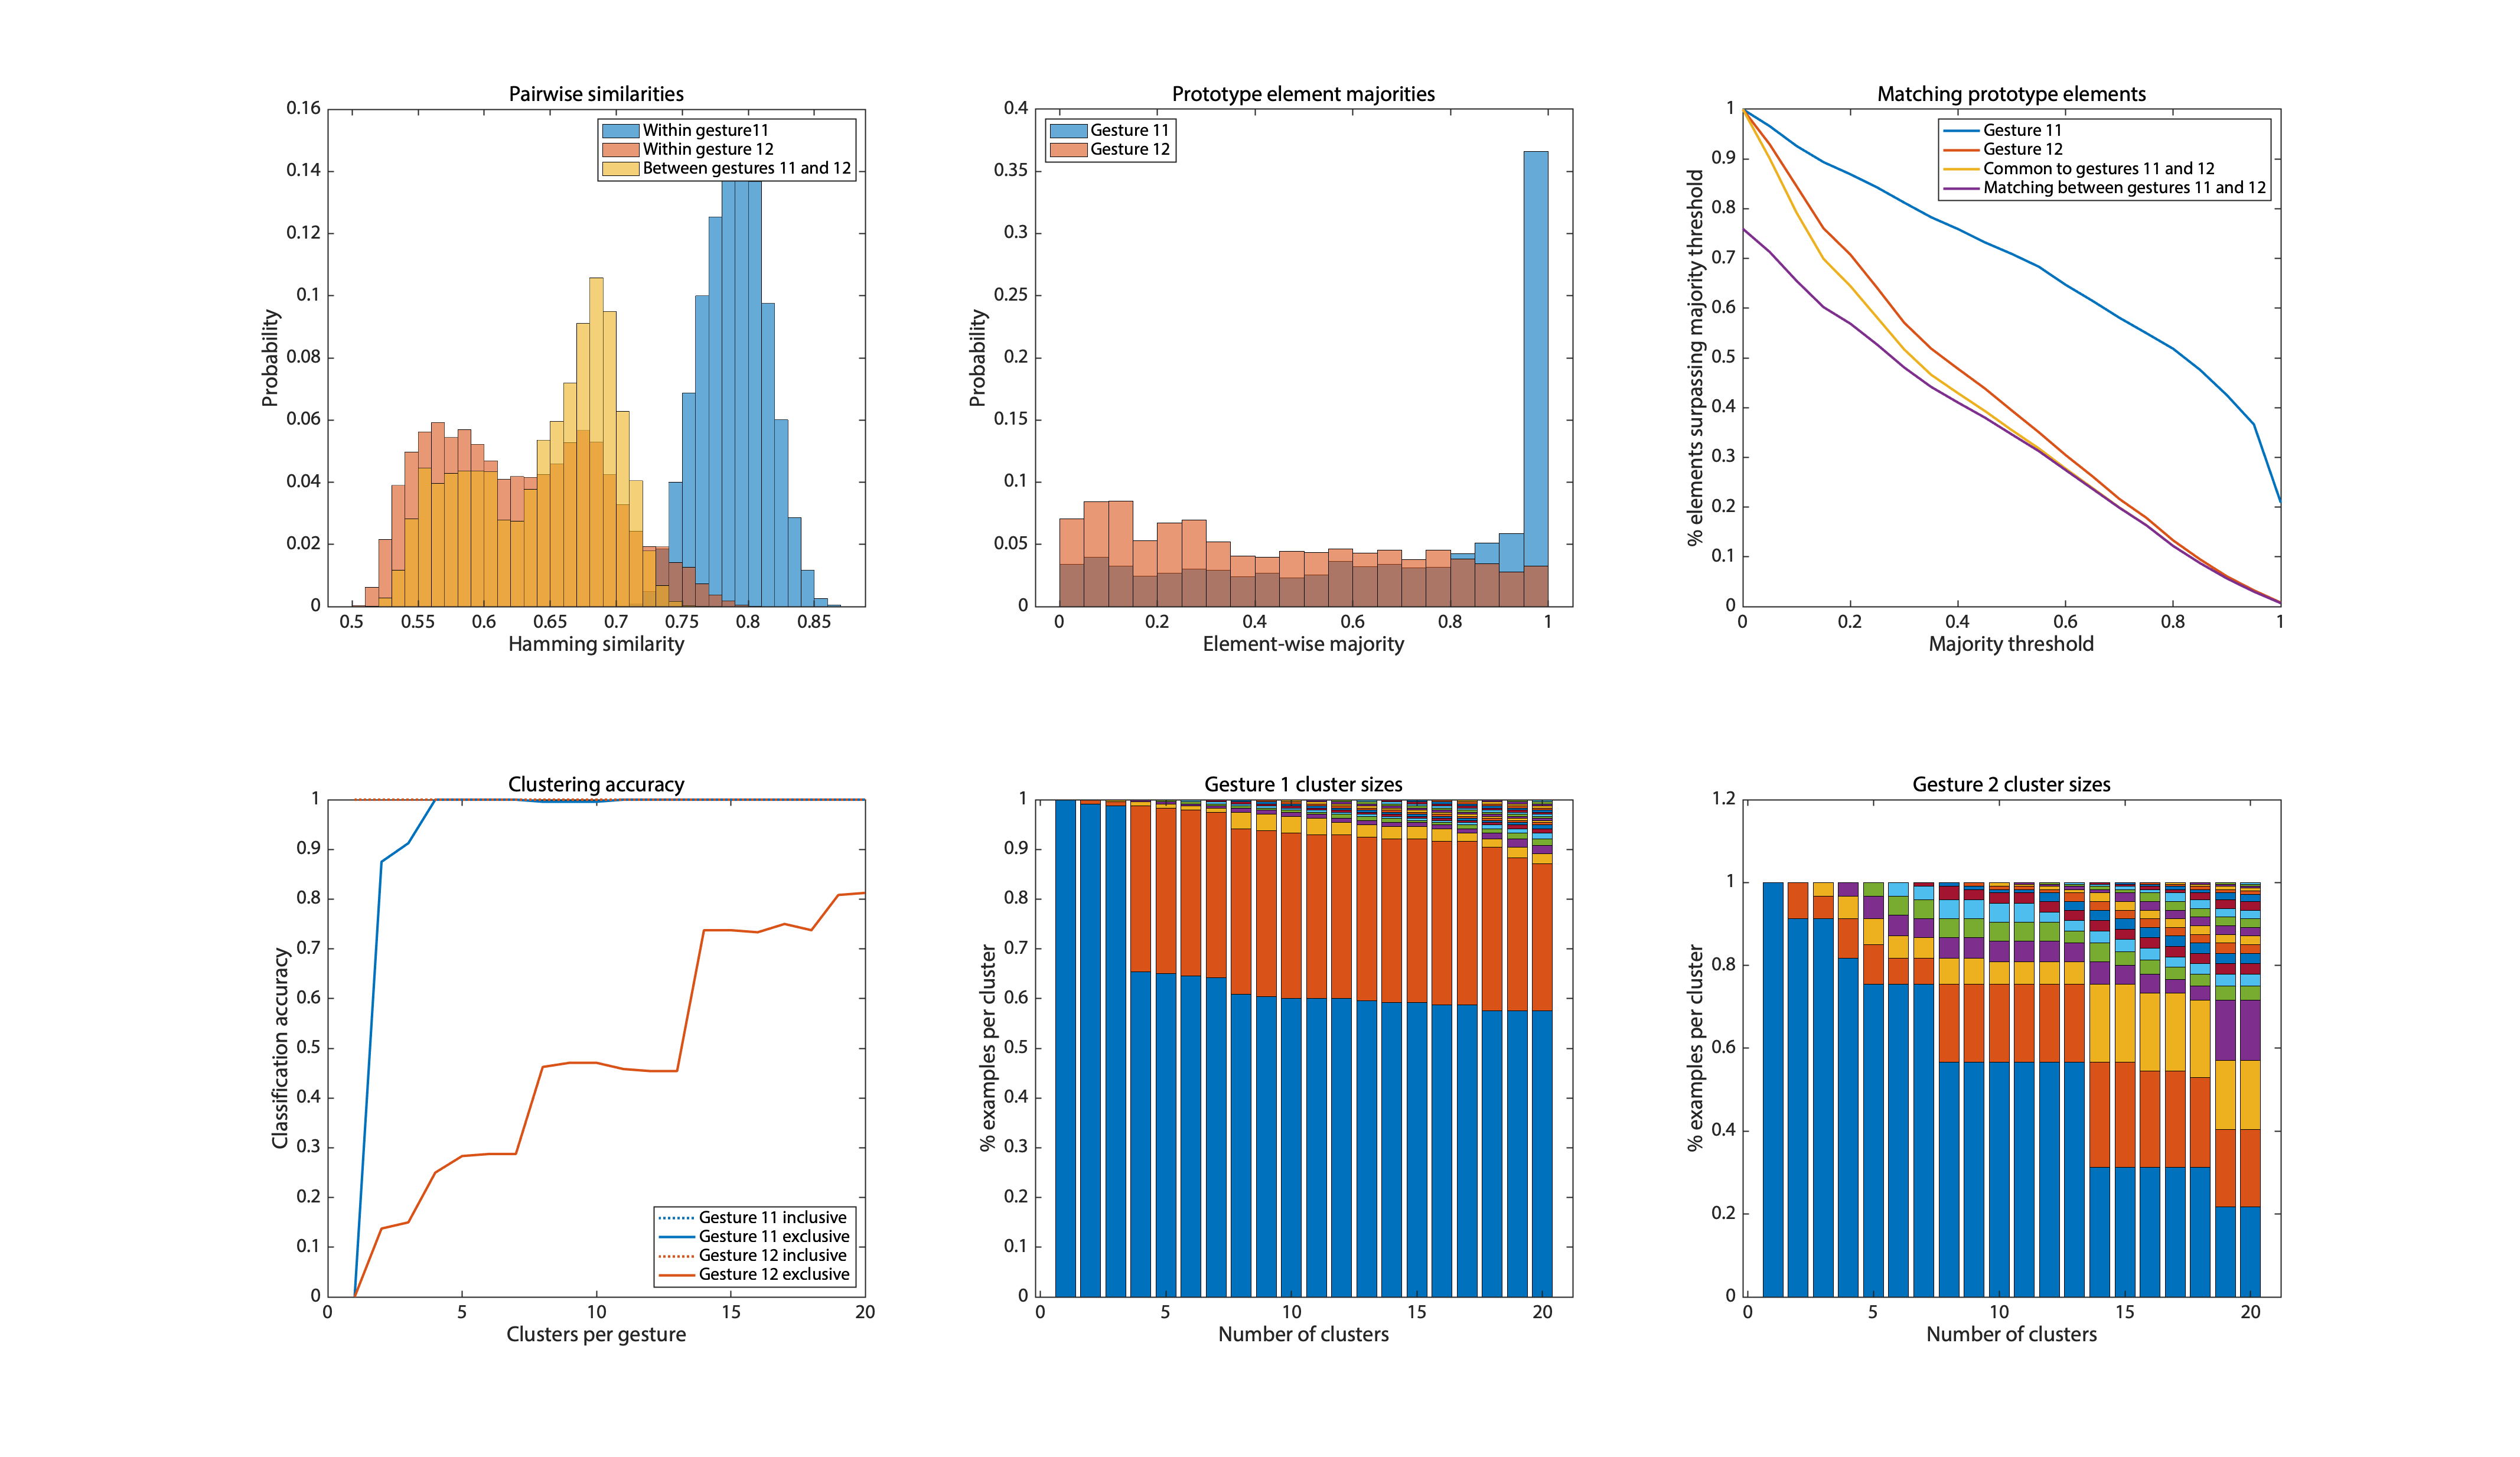 Pairwise similarities
0.16
0.14
0.12
0.1
0.08
0.06
0.04
0.02
0
Probability
Within gesture11
Within gesture 12
Between gestures 11 and 12
0.5 0.55 0.6 0.65 0.7 0.75 0.8 0.85
Hamming similarity
Prototype element majorities
0.4
0.35
0.3
0.25
0.2
0.15
0.1
0.05
0
Probability
Gesture 11
Gesture 12
0 0.2 0.4 0.6 0.8 1
Element-wise majority
Matching prototype elements
1
0.9
0.8
0.7
0.6
0.5
0.4
0.3
0.2
0.1
0
% elements surpassing majority threshold
Gesture 11
Gesture 12
Common to gestures 11 and 12
Matching between gestures 11 and 12
0 0.2 0.4 0.6 0.8 1
Majority threshold
Clustering accuracy
1
0.9
0.8
0.7
0.6
0.5
0.4
0.3
0.2
0.1
0
Classification accuracy
Gesture 11 inclusive
Gesture 11 exclusive
Gesture 12 inclusive
Gesture 12 exclusive
0 5 10 15 20
Clusters per gesture
Gesture 1 cluster sizes
1
0.9
0.8
0.7
0.6
0.5
0.4
0.3
0.2
0.1
0
% examples per cluster
0 5 10 15 20
Number of clusters
Gesture 2 cluster sizes
1.2
1
0.8
0.6
0.4
0.2
0
% examples per cluster
0 5 10 15 20
Number of clusters